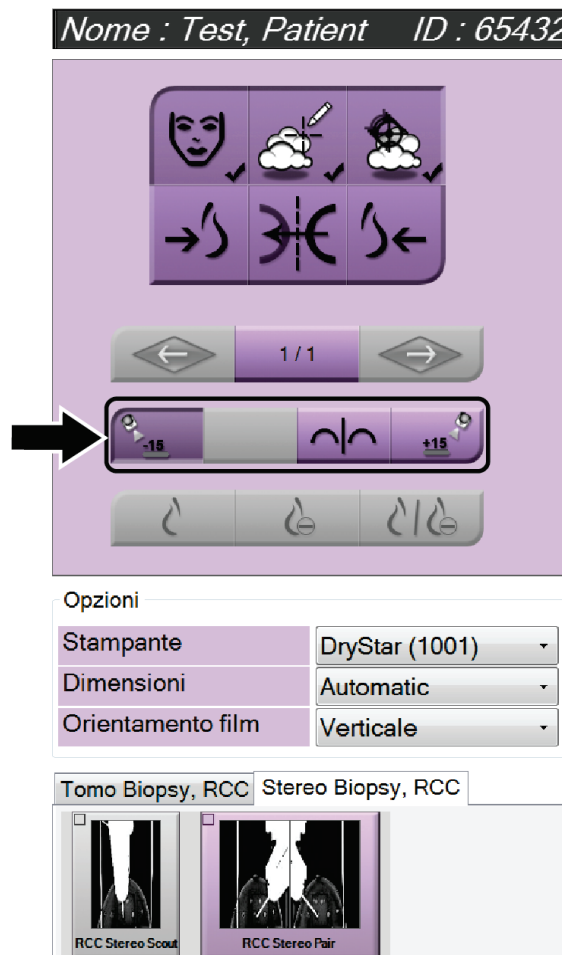 Nome : Test, Patient ID : 65432
1 / 1
-15 +15
Opzioni
Stampante DryStar (1001)
Dimensioni Automatic
Orientamento film Verticale
Tomo Biopsy, RCC Stereo Biopsy, RCC
RCC Stereo Scout RCC Stereo Pair